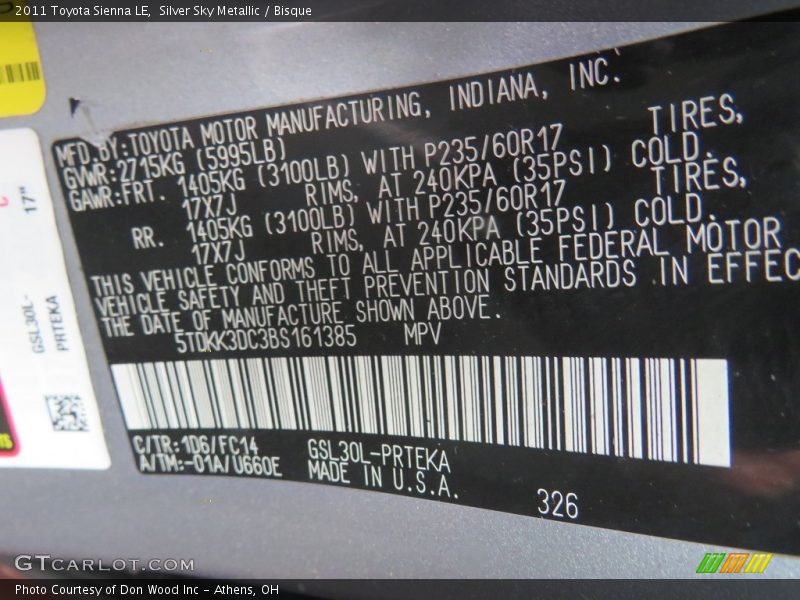 2011 Toyota Sienna LE,  Silver Sky Metallic / Bisque
MFD.BY:TOYOTA MOTOR MANUFACTURING, INDIANA, INC.
GVWR:2715KG (5995LB)
GAWR:FRT. 1405KG (3100LB) WITH P235/60R17 TIRES,
17X7J RIMS, AT 240KPA (35PSI) COLD.
RR. 1405KG (3100LB) WITH P235/60R17 TIRES,
17X7J RIMS, AT 240KPA (35PSI) COLD.
THIS VEHICLE CONFORMS TO ALL APPLICABLE FEDERAL MOTOR
VEHICLE SAFETY AND THEFT PREVENTION STANDARDS IN EFFEC
THE DATE OF MANUFACTURE SHOWN ABOVE.
5TDKK3DC3BS161385 MPV
C/TR:1D6/FC14 GSL30L-PRTEKA
A/TM:-01A/U660E MADE IN U.S.A.
326
17"
GSL30L-
PRTEKA
GTCARLOT.COM
Photo Courtesy of Don Wood Inc - Athens, OH